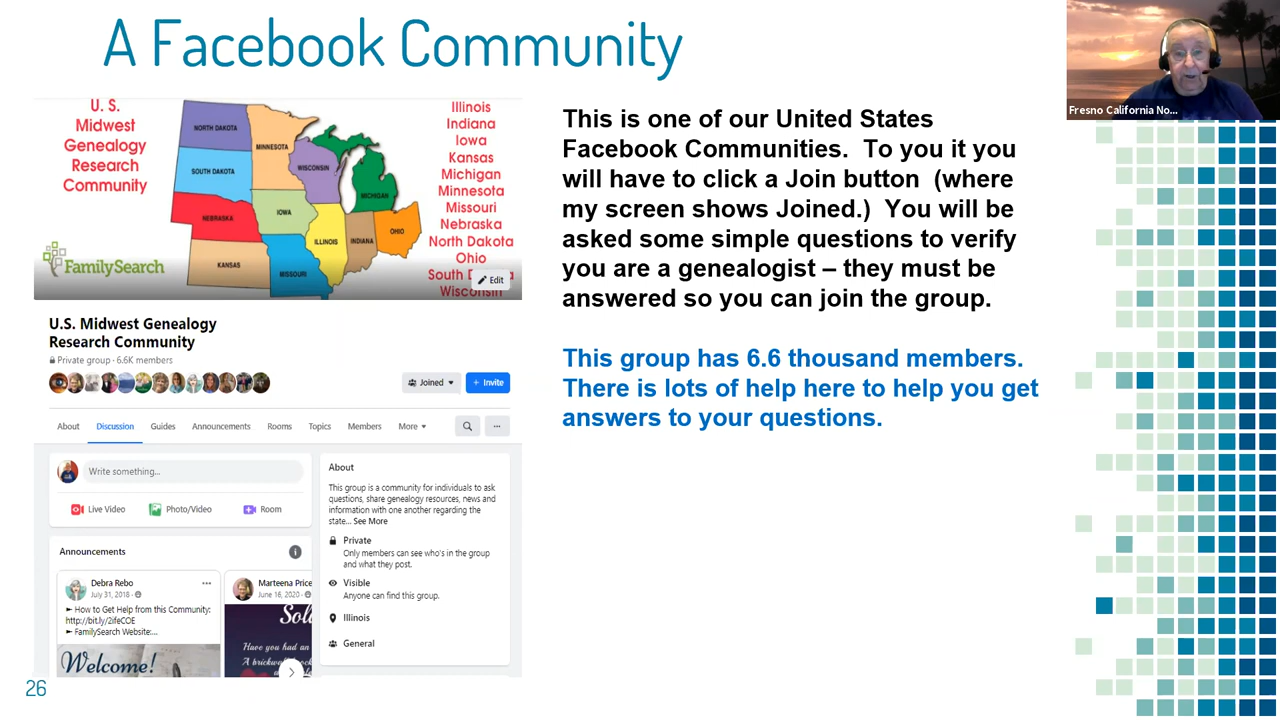 A Facebook Community
U. S.
Midwest
Genealogy
Research
Community
NORTH DAKOTA
MINNESOTA
SOUTH DAKOTA
WISCONSIN
MICHIGAN
NEBRASKA
IOWA
ILLINOIS
INDIANA
OHIO
KANSAS
MISSOURI
FamilySearch
Illinois
Indiana
Iowa
Kansas
Michigan
Minnesota
Missouri
Nebraska
North Dakota
Ohio
Wisconsin
Edit
U.S. Midwest Genealogy
Research Community
Private group · 6.6K members
Joined
+ Invite
About Discussion Guides Announcements Rooms Topics Members More
Write something...
Live Video Photo/Video Room
Announcements
Debra Rebo
July 31, 2018 ·
► How to Get Help from this Community:
http://bit.ly/2ifeCOE
► FamilySearch Website:...
Welcome!
Marteena Price
June 16, 2020 ·
Sol
Have you had an
A brickwall
About
This group is a community for individuals to ask
questions, share genealogy resources, news and
information with one another regarding the
state... See More
Private
Only members can see who's in the group
and what they post.
Visible
Anyone can find this group.
Illinois
General
This is one of our United States
Facebook Communities. To you it you
will have to click a Join button (where
my screen shows Joined.) You will be
asked some simple questions to verify
you are a genealogist – they must be
answered so you can join the group.
This group has 6.6 thousand members.
There is lots of help here to help you get
answers to your questions.
Fresno California No...
26